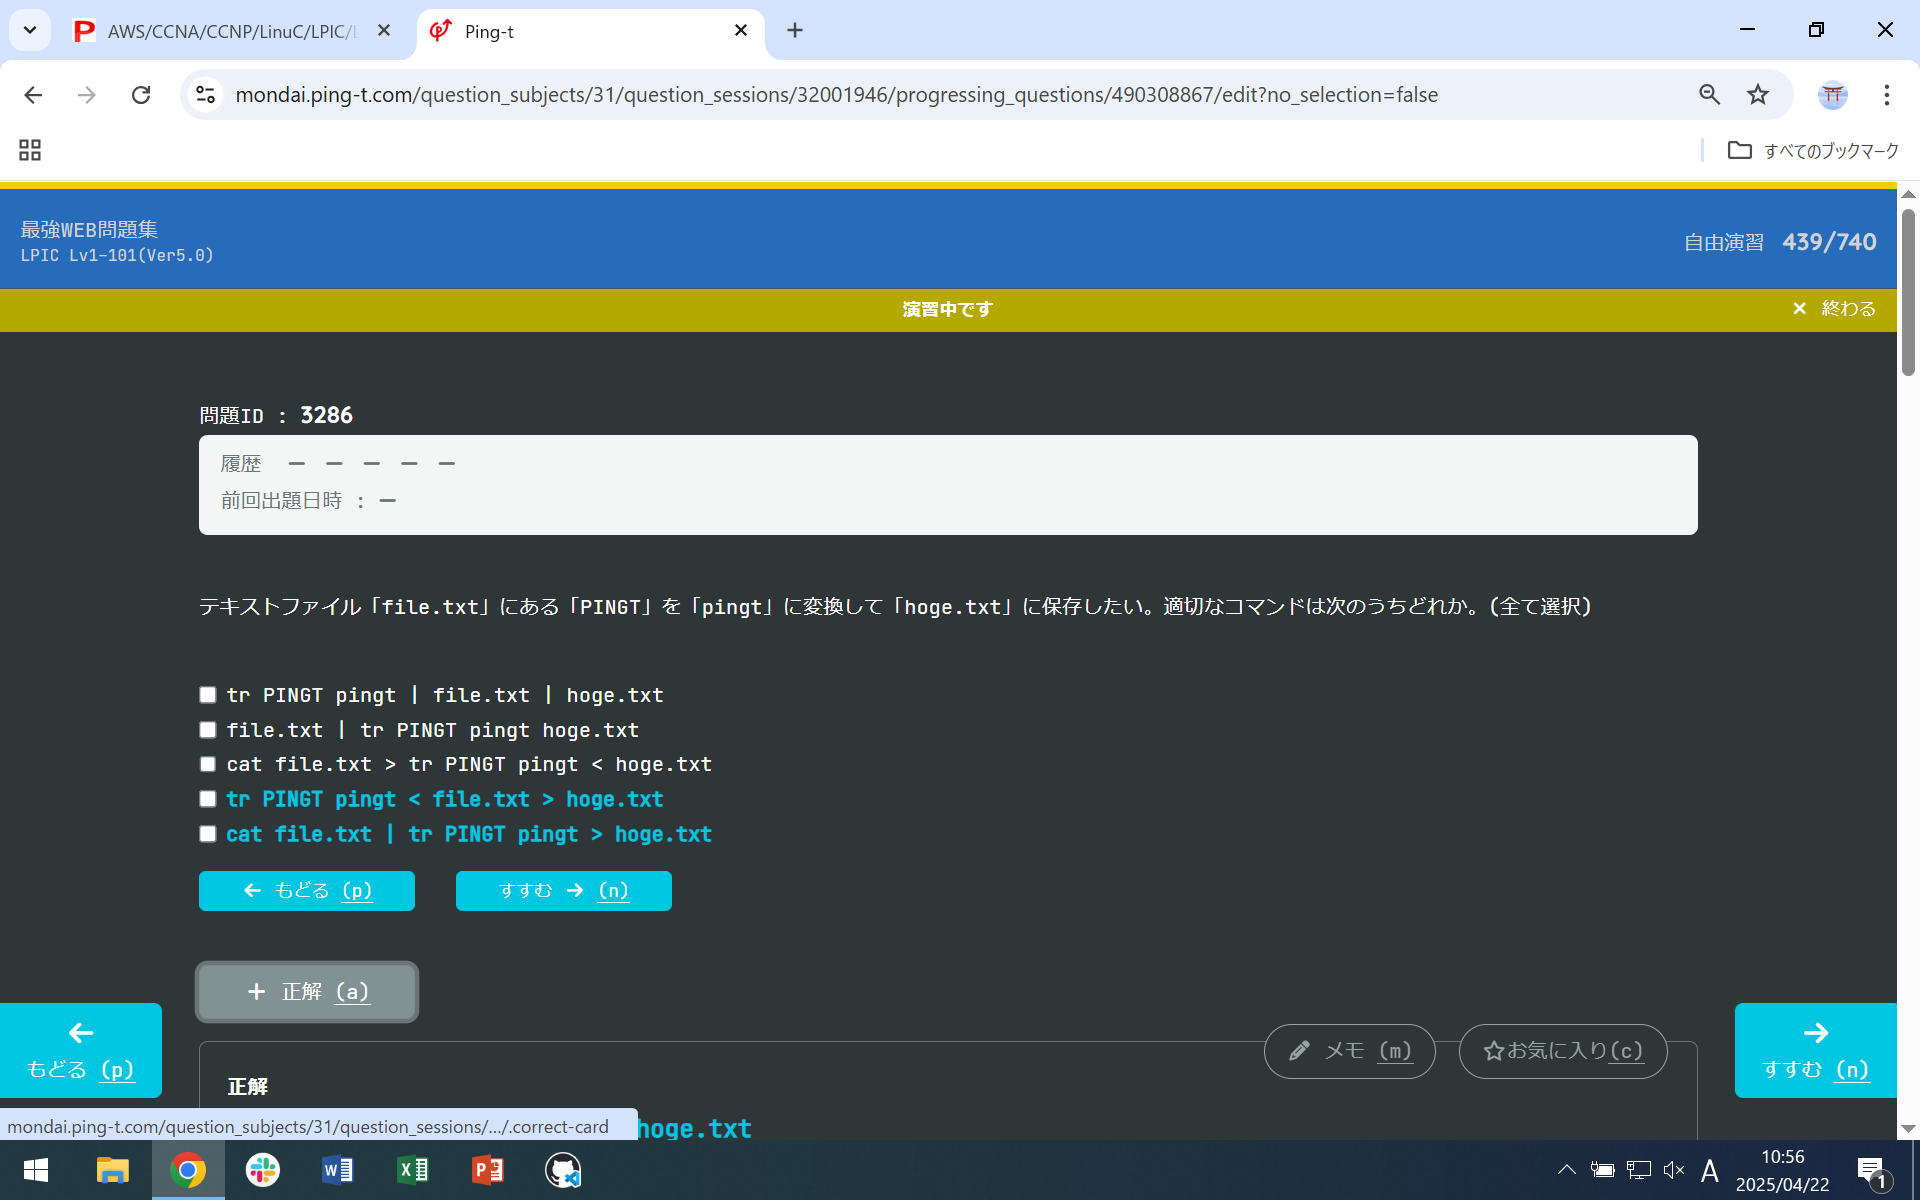 AWS/CCNA/CCNP/LinuC/LPIC/
Ping-t
mondai.ping-t.com/question_subjects/31/question_sessions/32001946/progressing_questions/490308867/edit?no_selection=false
すべてのブックマーク
最強WEB問題集
LPIC Lv1-101(Ver5.0)
自由演習 439/740
演習中です
× 終わる
問題ID : 3286
履歴 － － － － －
前回出題日時 : －
テキストファイル「file.txt」にある「PINGT」を「pingt」に変換して「hoge.txt」に保存したい。適切なコマンドは次のうちどれか。(全て選択)
tr PINGT pingt | file.txt | hoge.txt
file.txt | tr PINGT pingt hoge.txt
cat file.txt > tr PINGT pingt < hoge.txt
tr PINGT pingt < file.txt > hoge.txt
cat file.txt | tr PINGT pingt > hoge.txt
← もどる (p)
すすむ → (n)
+ 正解 (a)
←
もどる (p)
メモ (m)
☆お気に入り(c)
→
すすむ (n)
正解
mondai.ping-t.com/question_subjects/31/question_sessions/.../.correct-card
hoge.txt
A
10:56
2025/04/22
1